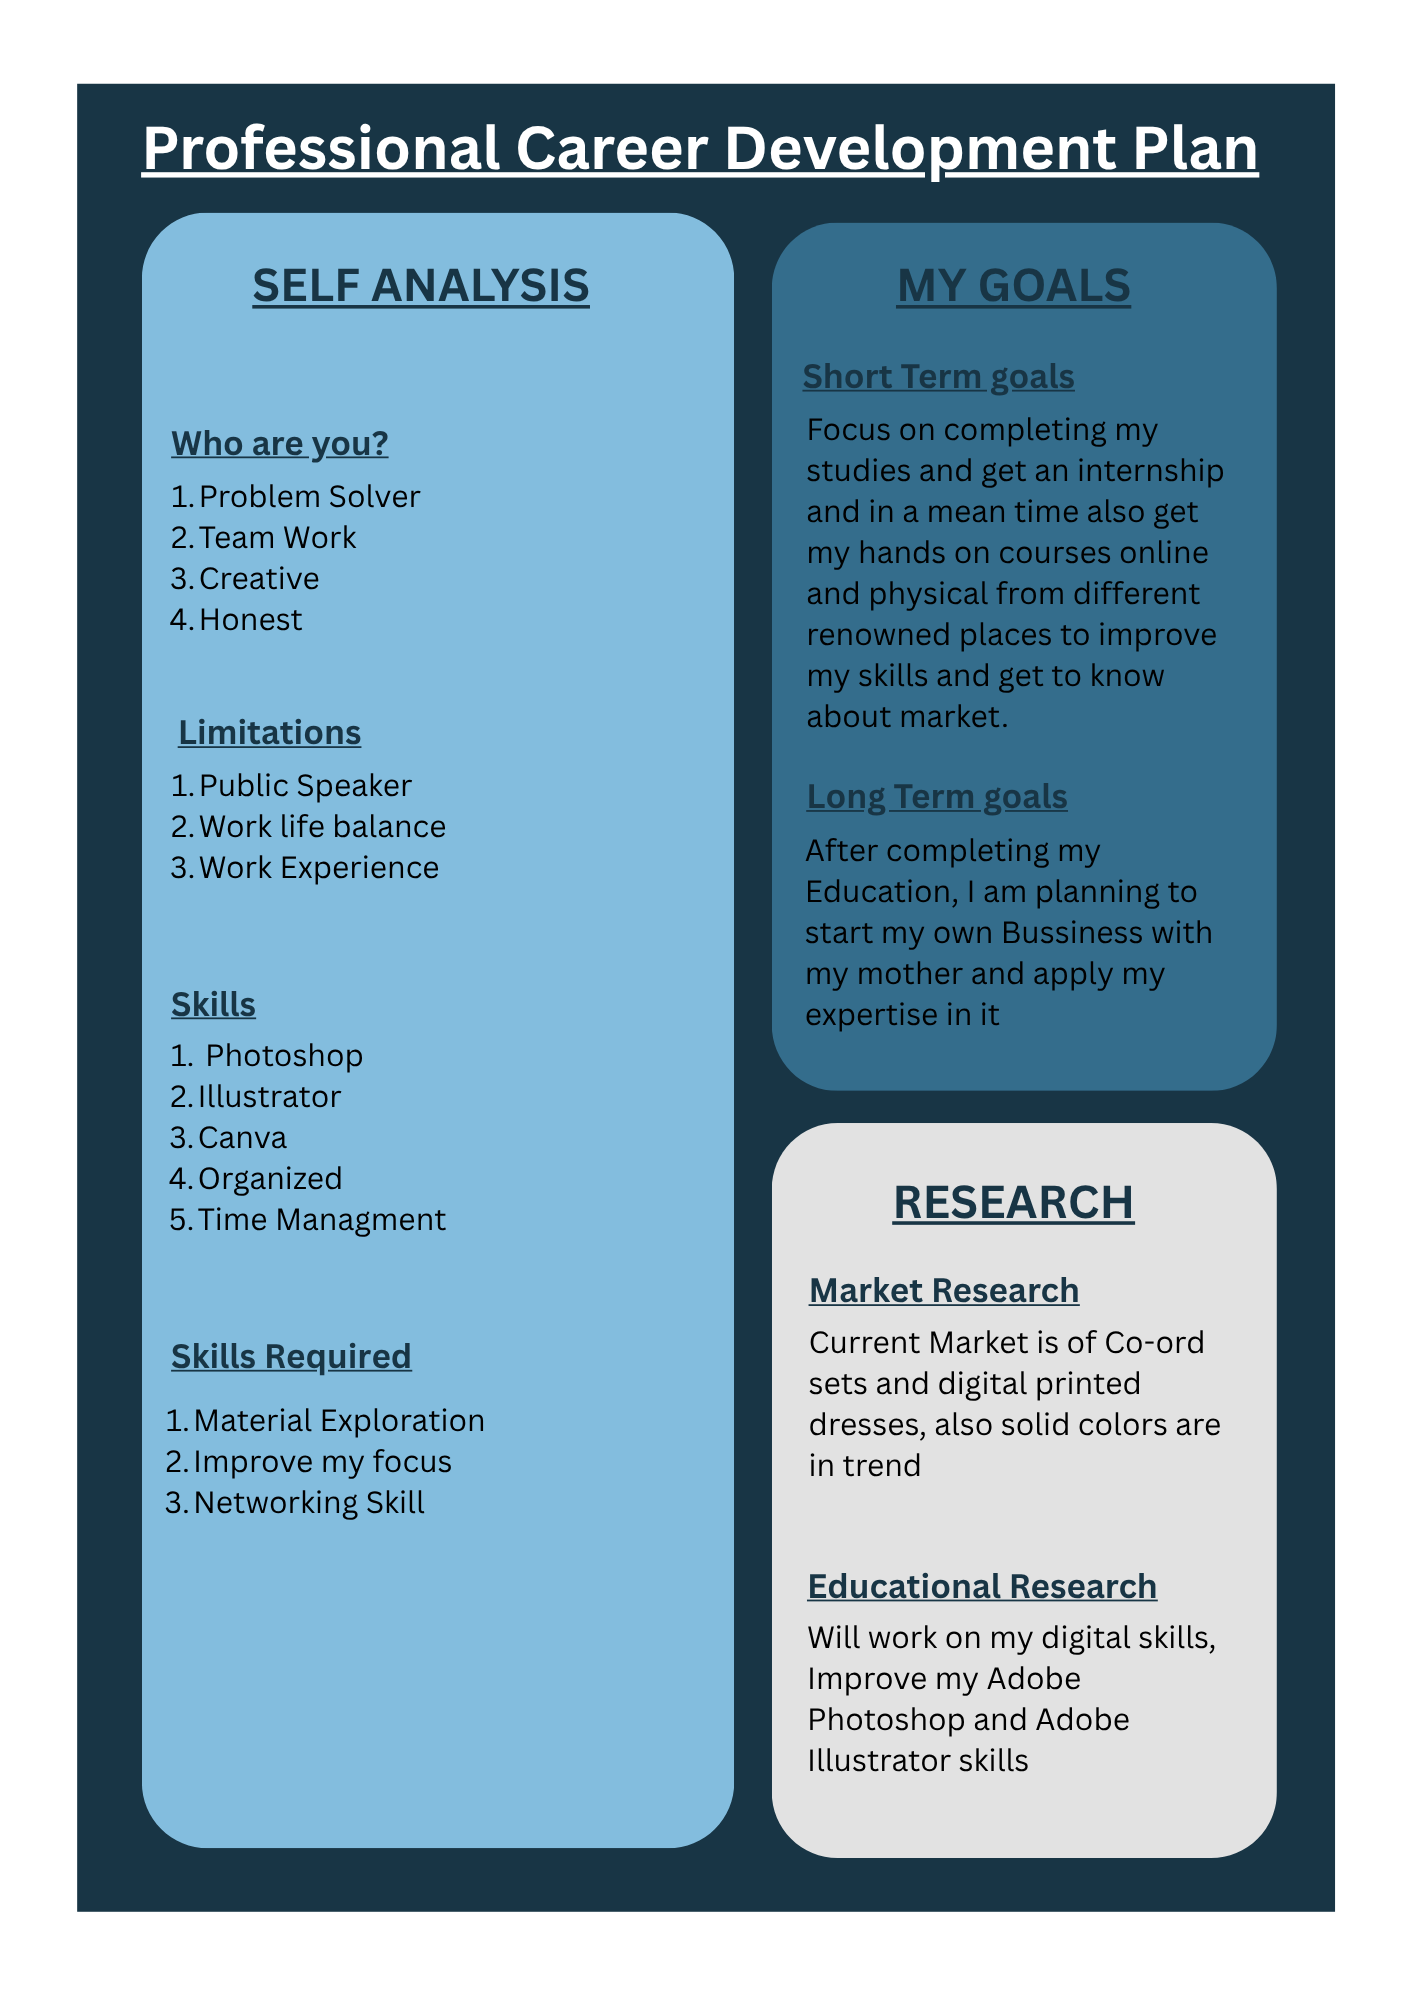 Professional Career Development Plan
SELF ANALYSIS
Who are you?
1. Problem Solver
2. Team Work
3. Creative
4. Honest
Limitations
1. Public Speaker
2. Work life balance
3. Work Experience
Skills
1. Photoshop
2. Illustrator
3. Canva
4. Organized
5. Time Managment
Skills Required
1. Material Exploration
2. Improve my focus
3. Networking Skill
MY GOALS
Short Term goals
Focus on completing my
studies and get an internship
and in a mean time also get
my hands on courses online
and physical from different
renowned places to improve
my skills and get to know
about market.
Long Term goals
After completing my
Education, I am planning to
start my own Bussiness with
my mother and apply my
expertise in it
RESEARCH
Market Research
Current Market is of Co-ord
sets and digital printed
dresses, also solid colors are
in trend
Educational Research
Will work on my digital skills,
Improve my Adobe
Photoshop and Adobe
Illustrator skills